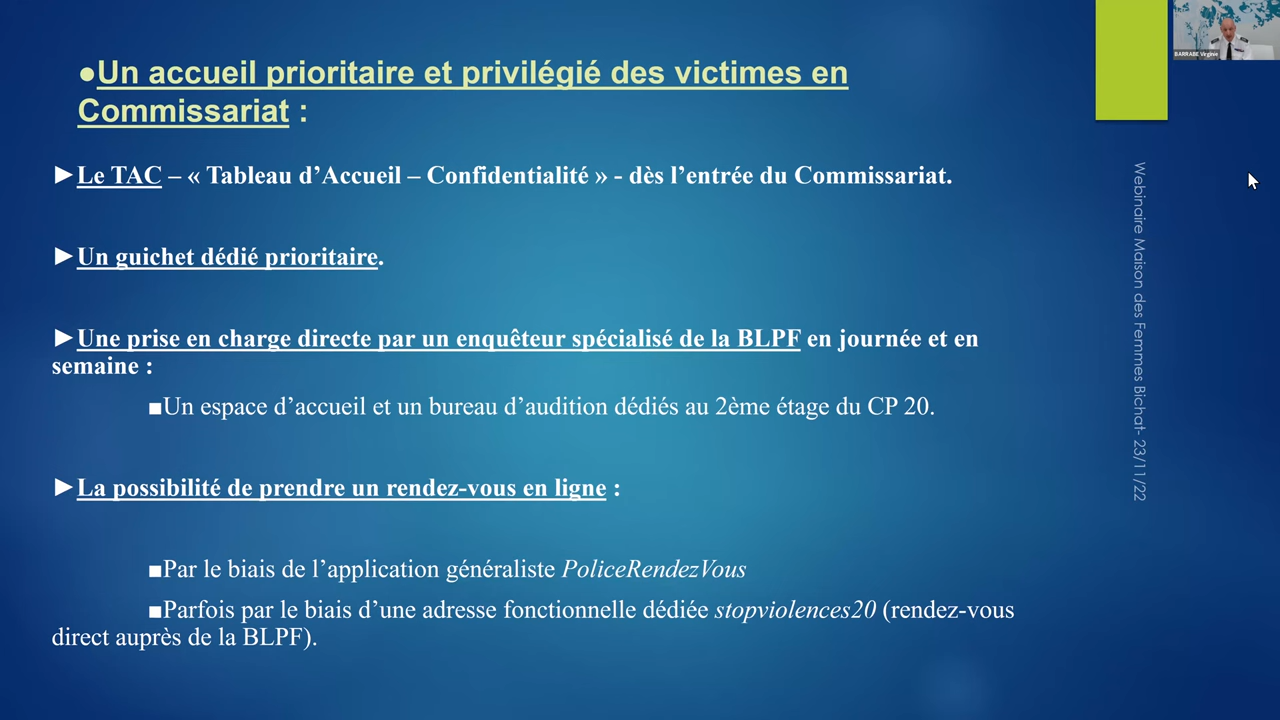 ●Un accueil prioritaire et privilégié des victimes en
Commissariat :
►Le TAC – « Tableau d’Accueil – Confidentialité » - dès l’entrée du Commissariat.
►Un guichet dédié prioritaire.
►Une prise en charge directe par un enquêteur spécialisé de la BLPF en journée et en
semaine :
■Un espace d’accueil et un bureau d’audition dédiés au 2ème étage du CP 20.
►La possibilité de prendre un rendez-vous en ligne :
■Par le biais de l’application généraliste PoliceRendezVous
■Parfois par le biais d’une adresse fonctionnelle dédiée stopviolences20 (rendez-vous
direct auprès de la BLPF).
Webinaire Maison des Femmes Bichat- 23/11/22
BARRABE Virginie